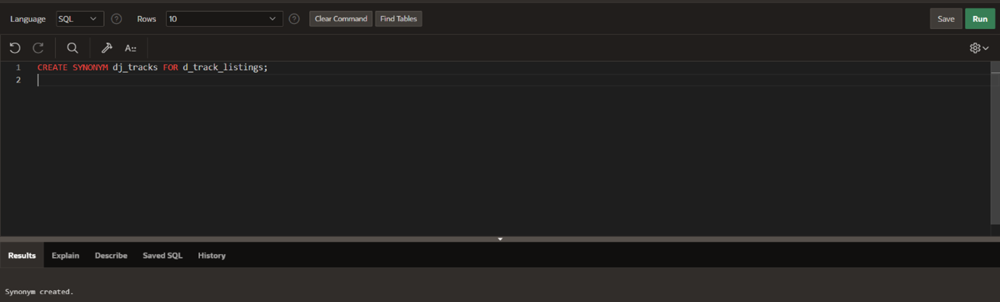 Language SQL ? Rows 10 ? Clear Command Find Tables Save Run
A::
1 CREATE SYNONYM dj_tracks FOR d_track_listings;
2
Results Explain Describe Saved SQL History
Synonym created.